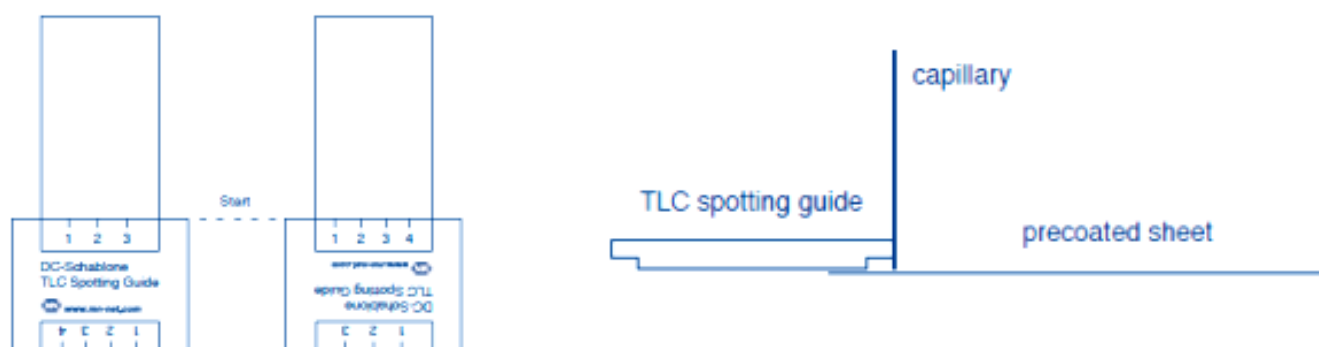 Start
1 2 3
DC-Schablone
TLC Spotting Guide
MN www.mn-net.com
4 3 2 1
1 2 3 4
www.mn-net.com MN
TLC Spotting Guide
DC-Schablone
3 2 1
capillary
TLC spotting guide
precoated sheet